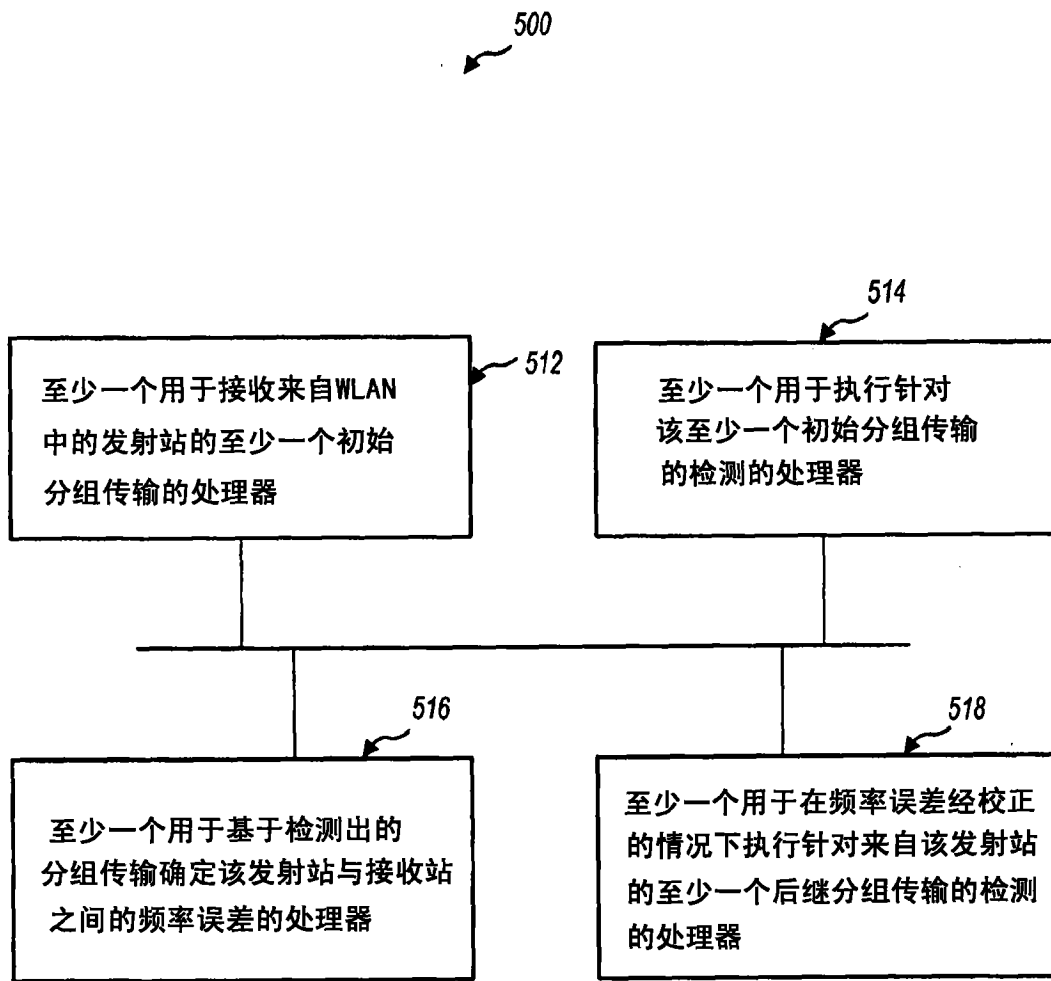 500
514
至少一个用于接收来自WLAN
中的发射站的至少一个初始
分组传输的处理器
512
至少一个用于执行针对
该至少一个初始分组传输
的检测的处理器
516
518
至少一个用于基于检测出的
分组传输确定该发射站与接收站
之间的频率误差的处理器
至少一个用于在频率误差经校正
的情况下执行针对来自该发射站
的至少一个后继分组传输的检测
的处理器